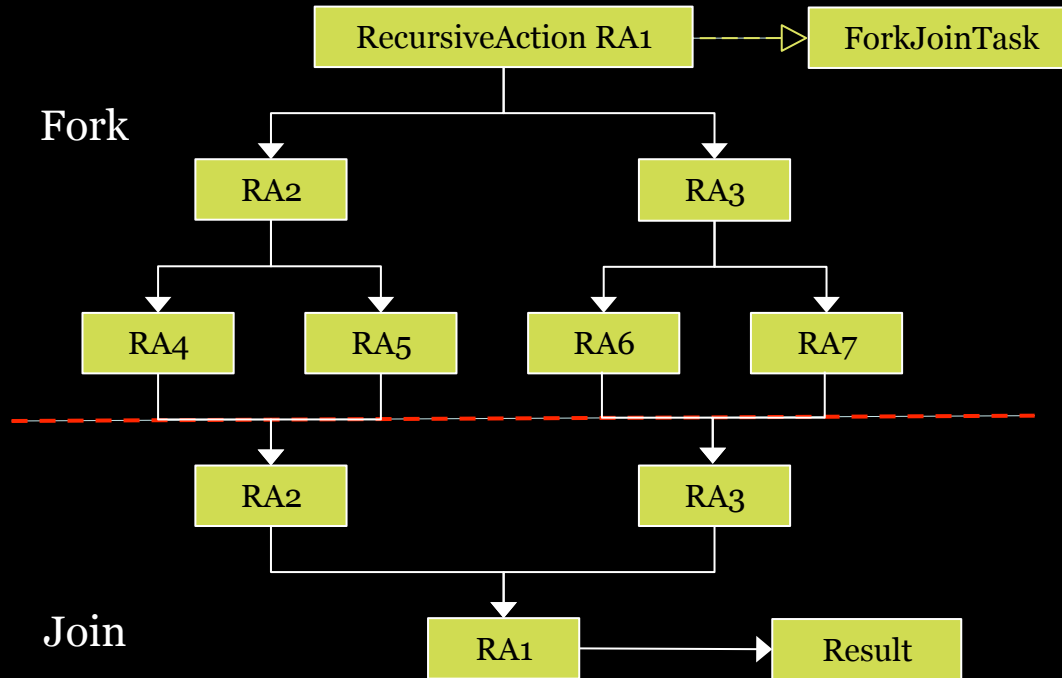 RecursiveAction RA1
ForkJoinTask
Fork
RA2
RA3
RA4
RA5
RA6
RA7
RA2
RA3
Join
RA1
Result